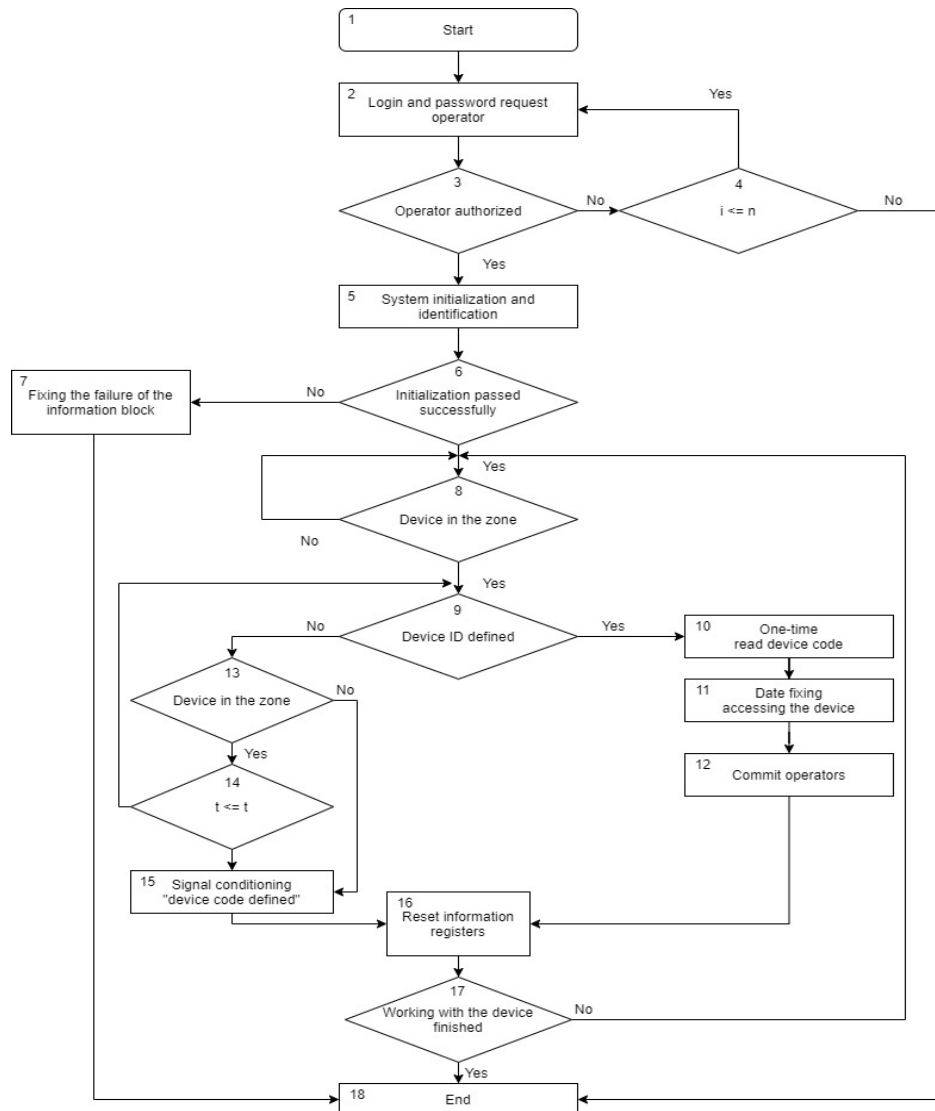 1
Start
2
Login and password request
operator
Yes
3
Operator authorized
No
4
i <= n
No
Yes
5
System initialization and
identification
6
Initialization passed
successfully
No
7
Fixing the failure of the
information block
Yes
8
Device in the zone
No
Yes
9
Device ID defined
No
Yes
10
One-time
read device code
11
Date fixing
accessing the device
12
Commit operators
13
Device in the zone
No
Yes
14
t <= t
15
Signal conditioning
"device code defined"
16
Reset information
registers
17
Working with the device
finished
No
Yes
18
End